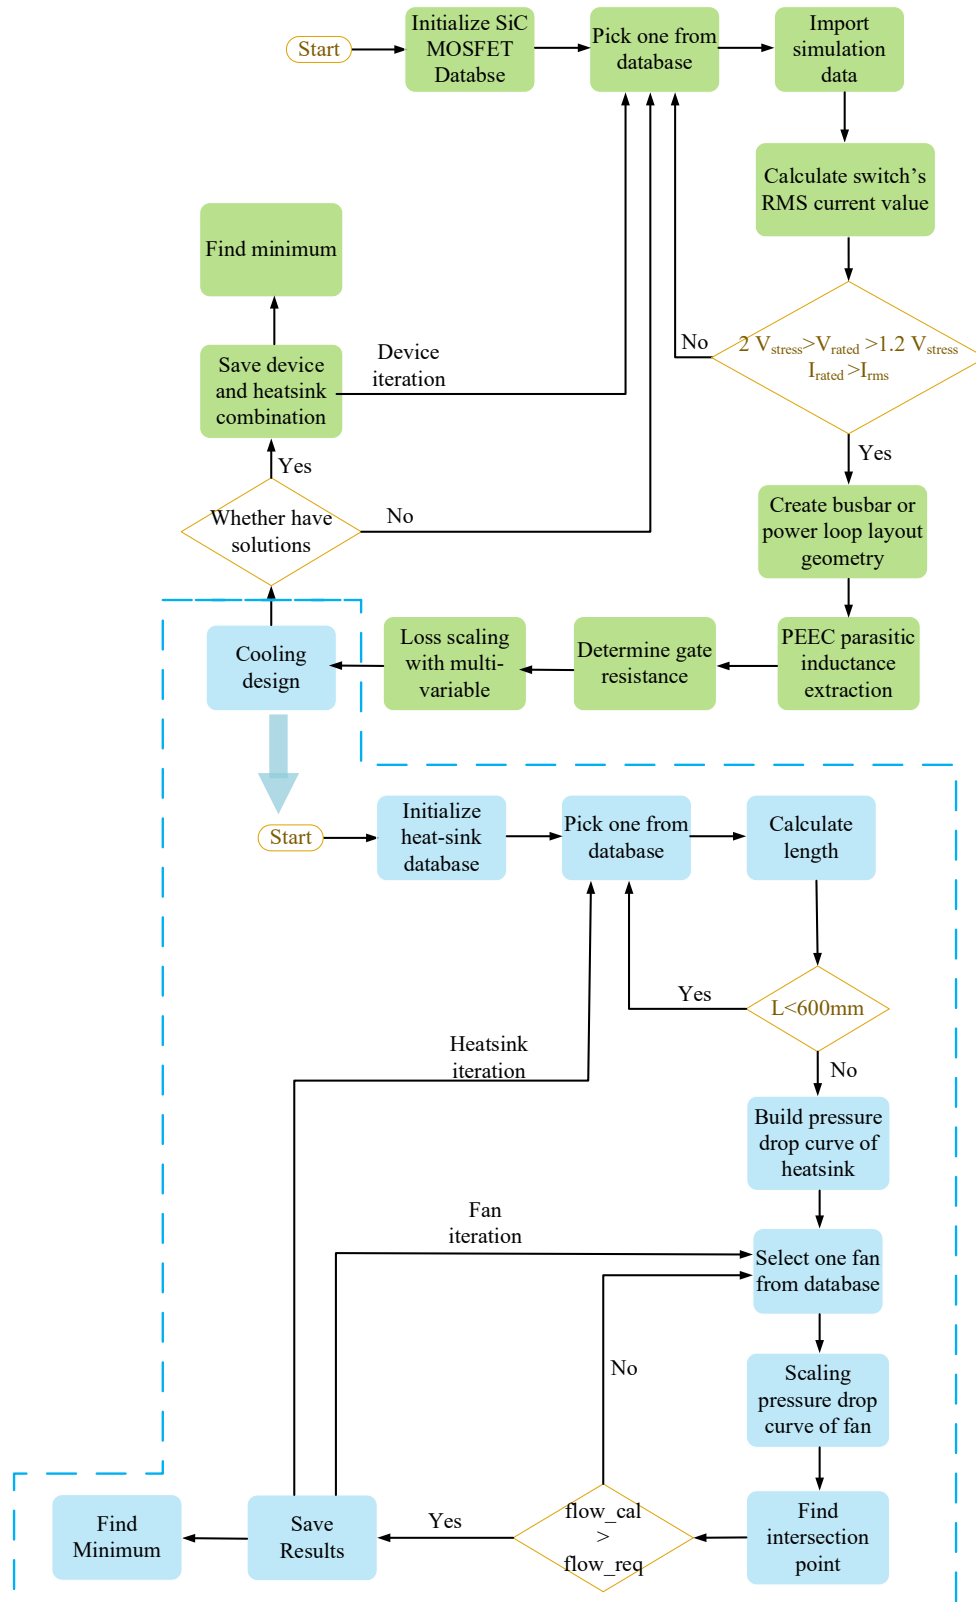 Start
Initialize SiC
MOSFET
Databse
Pick one from
database
Import
simulation
data
Calculate switch's
RMS current value
2 Vstress>Vrated >1.2 Vstress
Irated >Irms
No
Yes
Create busbar or
power loop layout
geometry
PEEC parasitic
inductance
extraction
Determine gate
resistance
Loss scaling
with multi-
variable
Cooling
design
Whether have
solutions
No
Yes
Save device
and heatsink
combination
Device
iteration
Find minimum
Start
Initialize
heat-sink
database
Pick one from
database
Calculate
length
L<600mm
Yes
No
Build pressure
drop curve of
heatsink
Select one fan
from database
Scaling
pressure drop
curve of fan
Find
intersection
point
flow_cal
>
flow_req
No
Yes
Save
Results
Fan
iteration
Heatsink
iteration
Find
Minimum